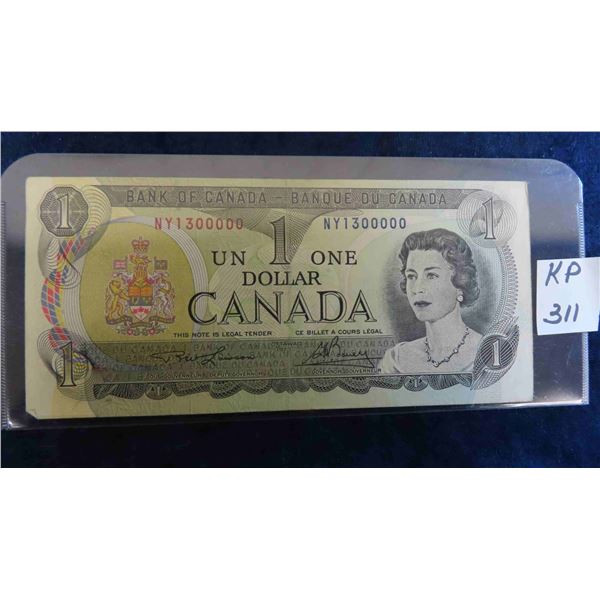 BANK OF CANADA - BANQUE DU CANADA
1 1
NY1300000 NY1300000
UN 1 ONE
DOLLAR
CANADA
THIS NOTE IS LEGAL TENDER CE BILLET A COURS LÉGAL
OTTAWA
1 1
KP
311